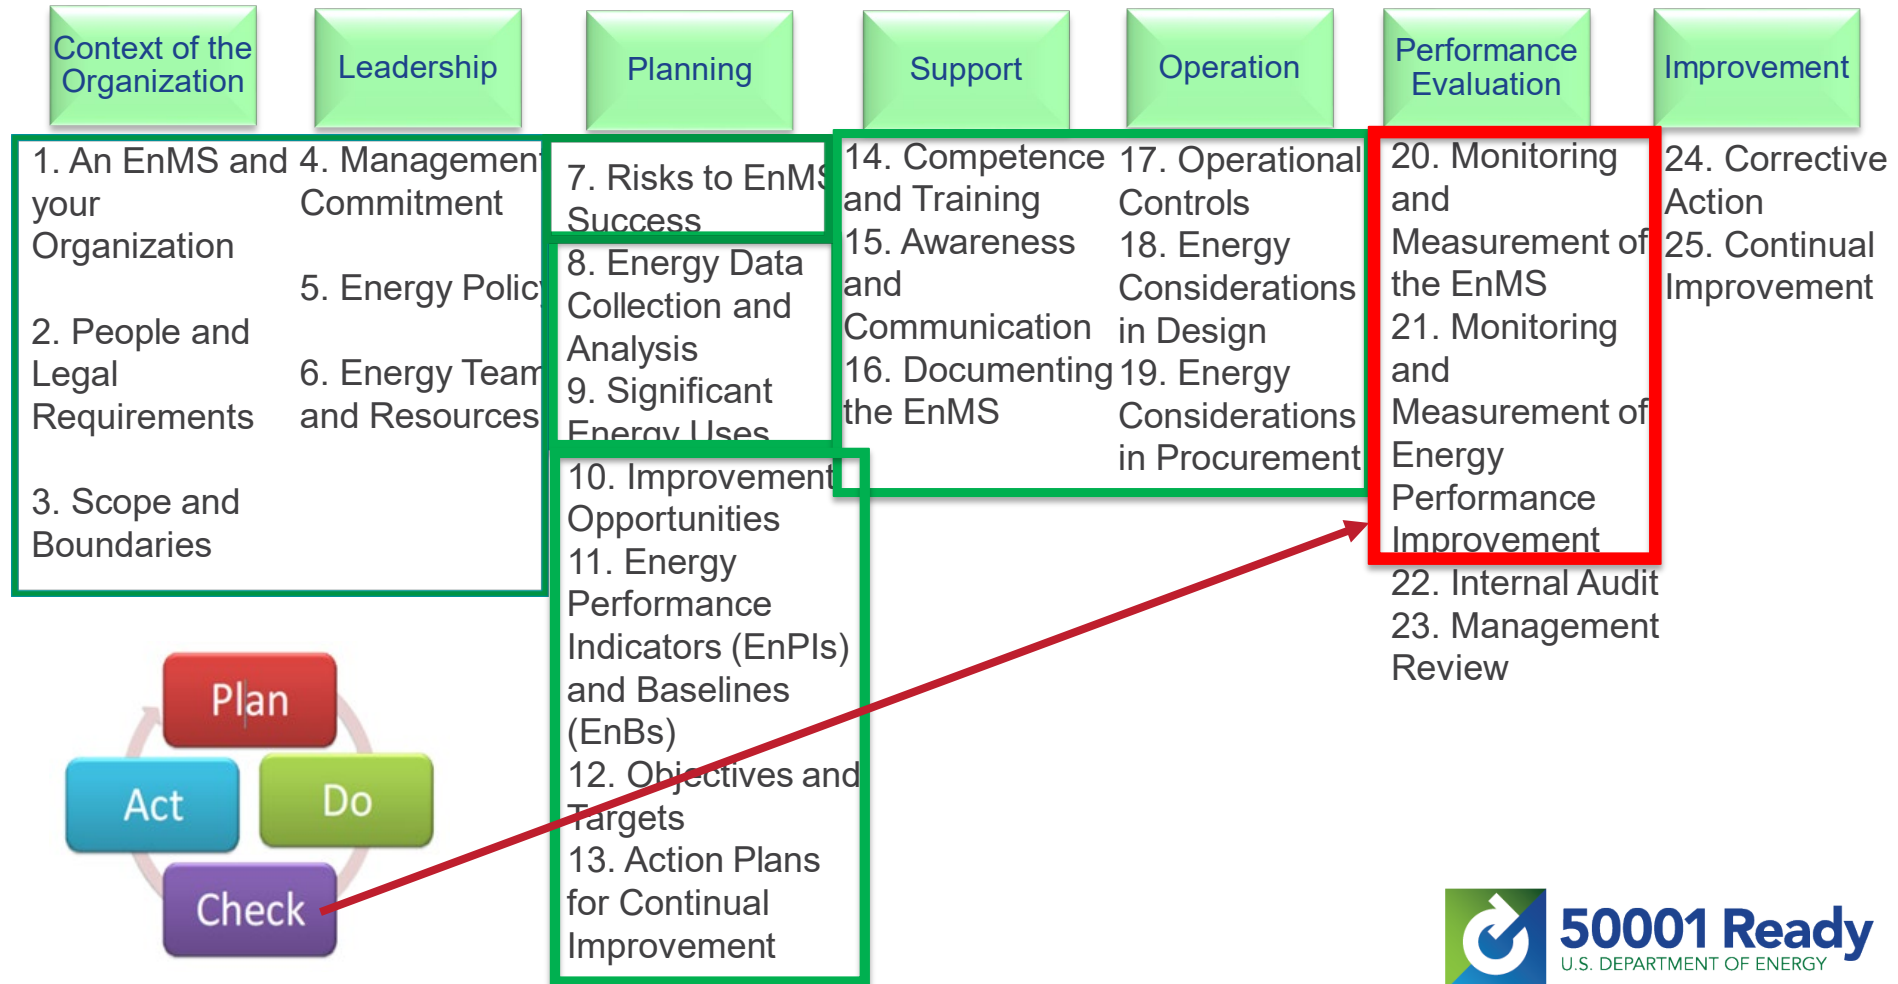 Context of the
Organization
Leadership
Planning
Support
Operation
Performance
Evaluation
Improvement
1. An EnMS and
your
Organization
2. People and
Legal
Requirements
3. Scope and
Boundaries
4. Management
Commitment
5. Energy Policy
6. Energy Team
and Resources
7. Risks to EnMS
Success
8. Energy Data
Collection and
Analysis
9. Significant
Energy Uses
10. Improvement
Opportunities
11. Energy
Performance
Indicators (EnPIs)
and Baselines
(EnBs)
12. Objectives and
Targets
13. Action Plans
for Continual
Improvement
14. Competence
and Training
15. Awareness
and
Communication
16. Documenting
the EnMS
17. Operational
Controls
18. Energy
Considerations
in Design
19. Energy
Considerations
in Procurement
20. Monitoring
and
Measurement of
the EnMS
21. Monitoring
and
Measurement of
Energy
Performance
Improvement
22. Internal Audit
23. Management
Review
24. Corrective
Action
25. Continual
Improvement
Plan
Act
Do
Check
50001 Ready
U.S. DEPARTMENT OF ENERGY